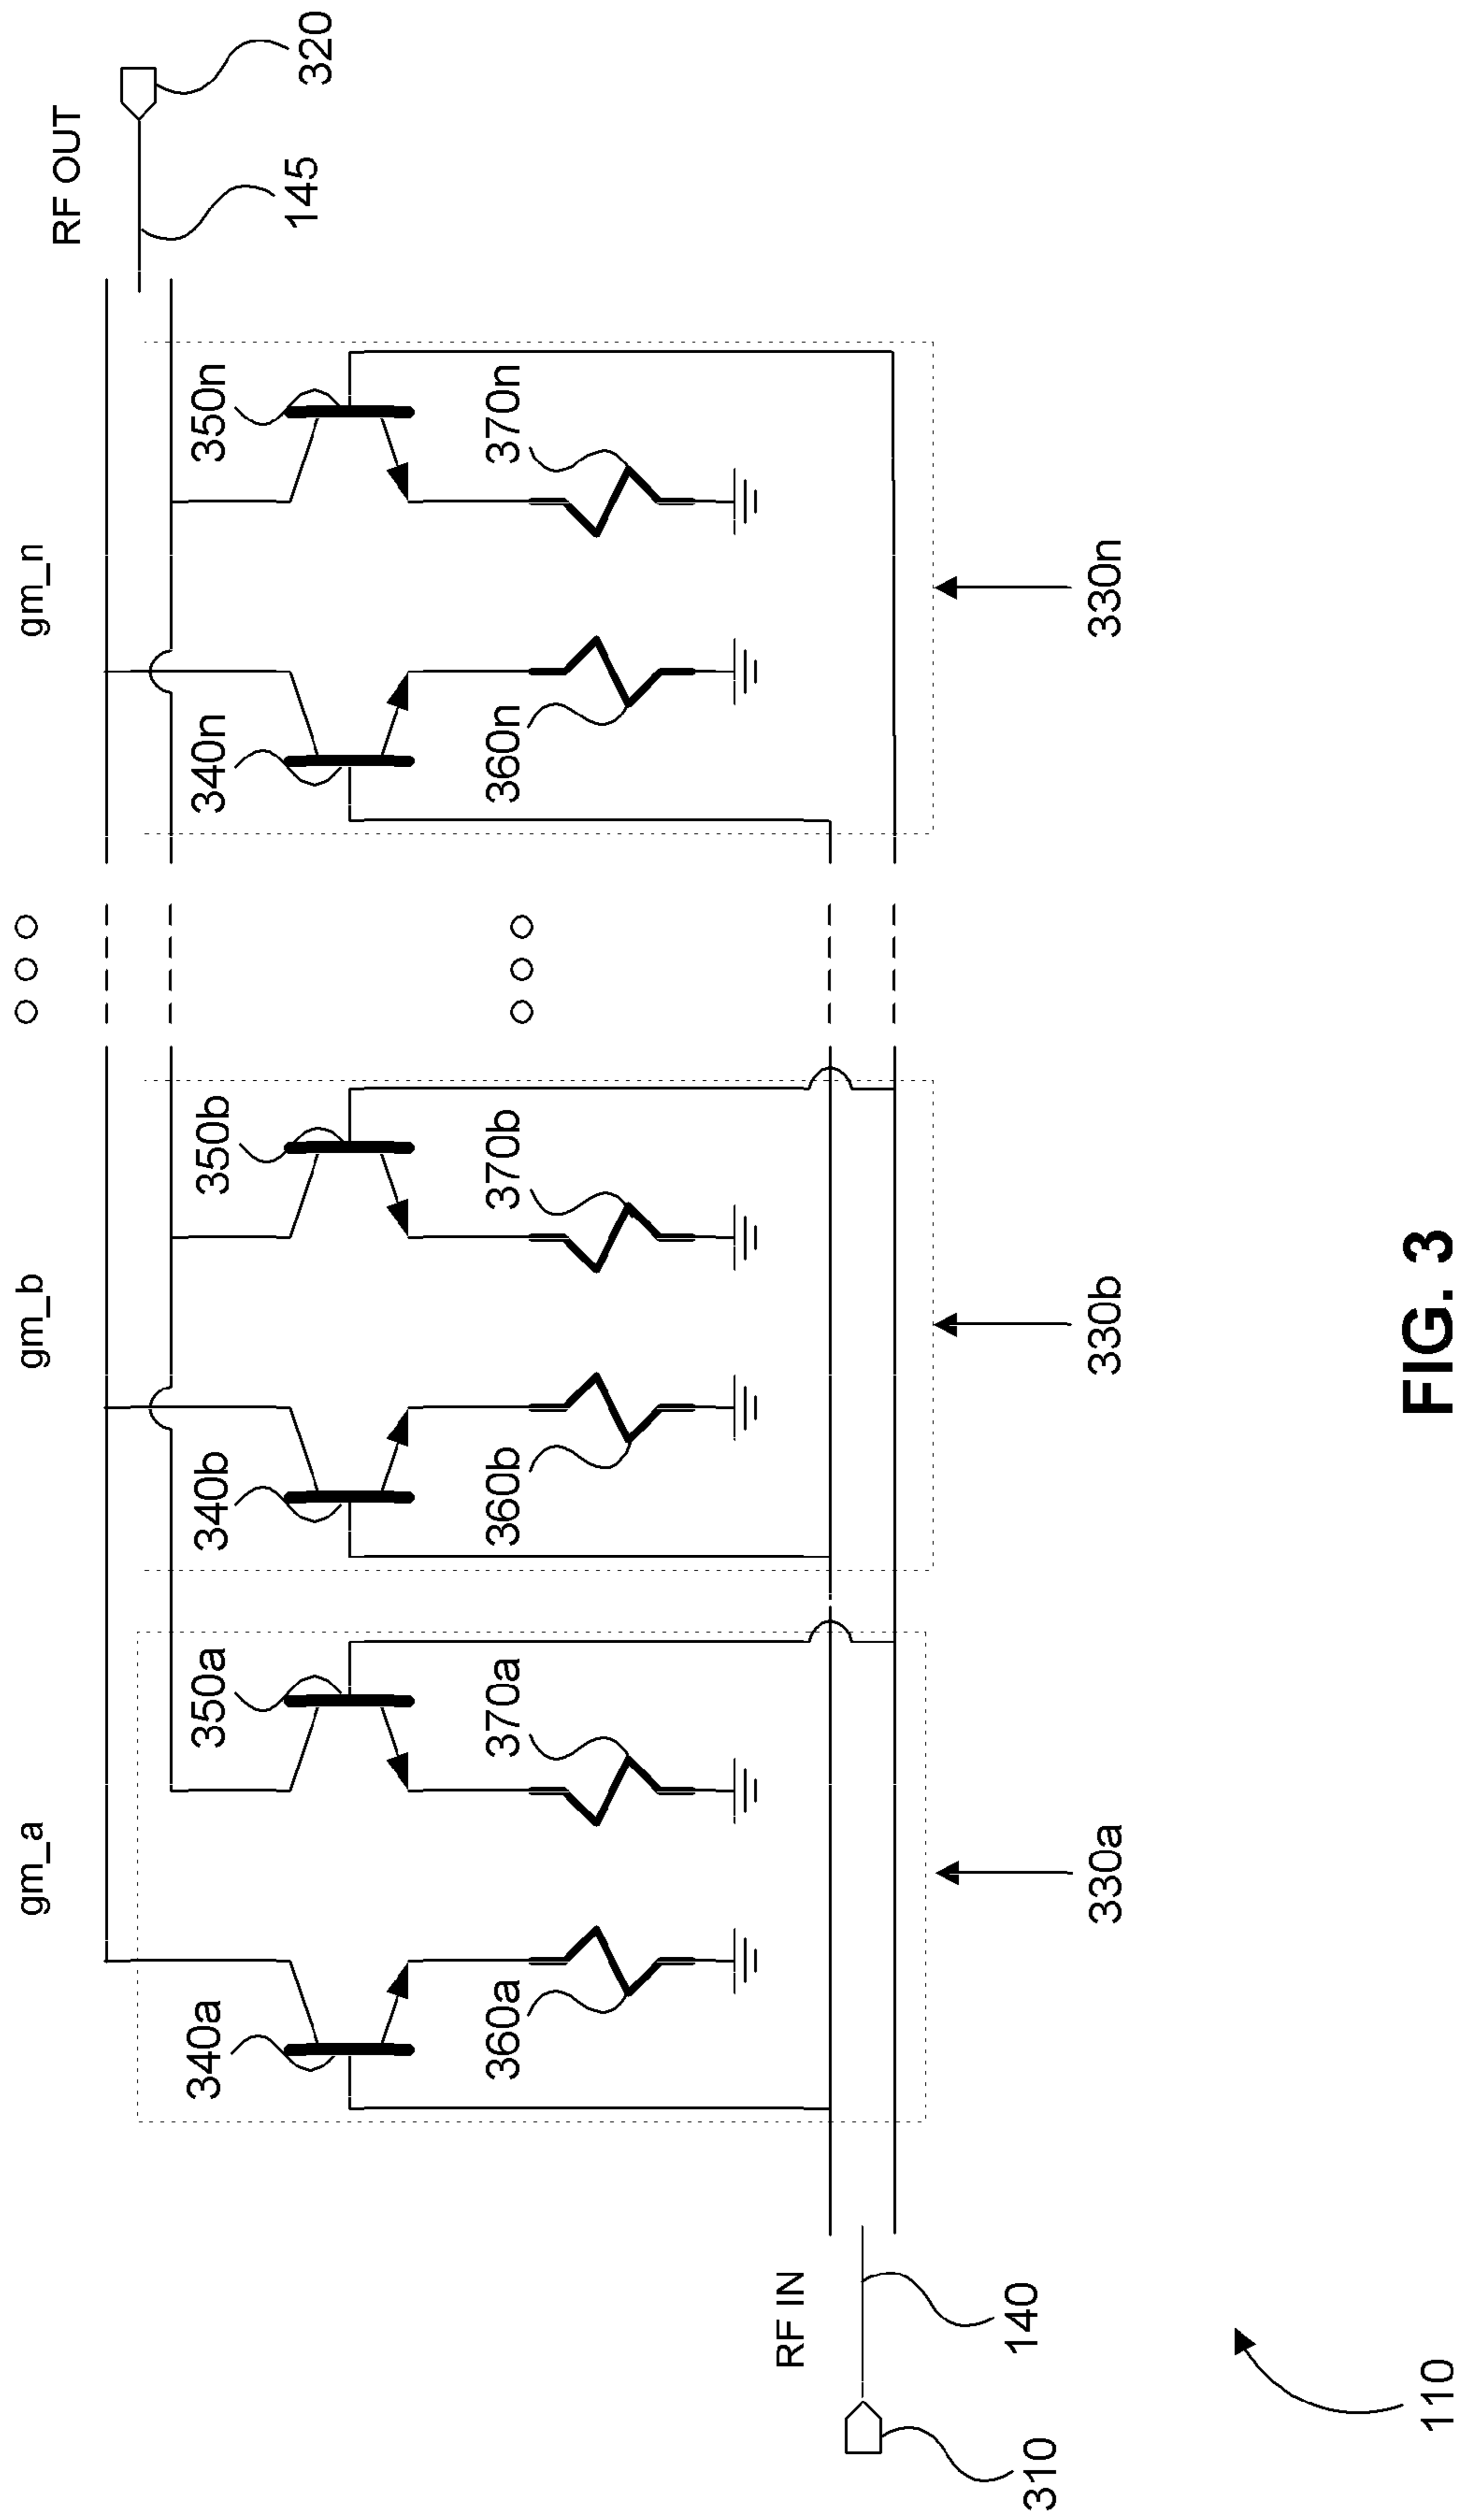 gm_a
gm_b
○ ○ ○
gm_n
RF OUT
320
145
340a
350a
340b
350b
340n
350n
360a
370a
360b
370b
○ ○ ○
360n
370n
RF IN
310
140
330a
330b
330n
110
FIG. 3